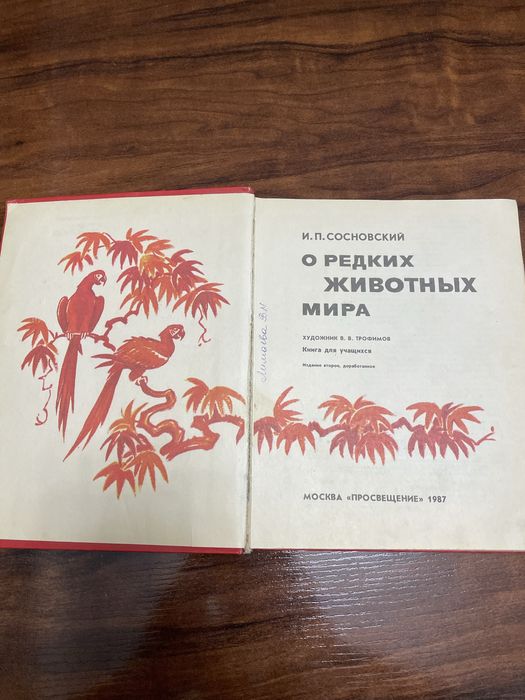 И. П. СОСНОВСКИЙ
О РЕДКИХ
ЖИВОТНЫХ
МИРА
ХУДОЖНИК В. В. ТРОФИМОВ
Книга для учащихся
Издание второе, доработанное
МОСКВА «ПРОСВЕЩЕНИЕ» 1987